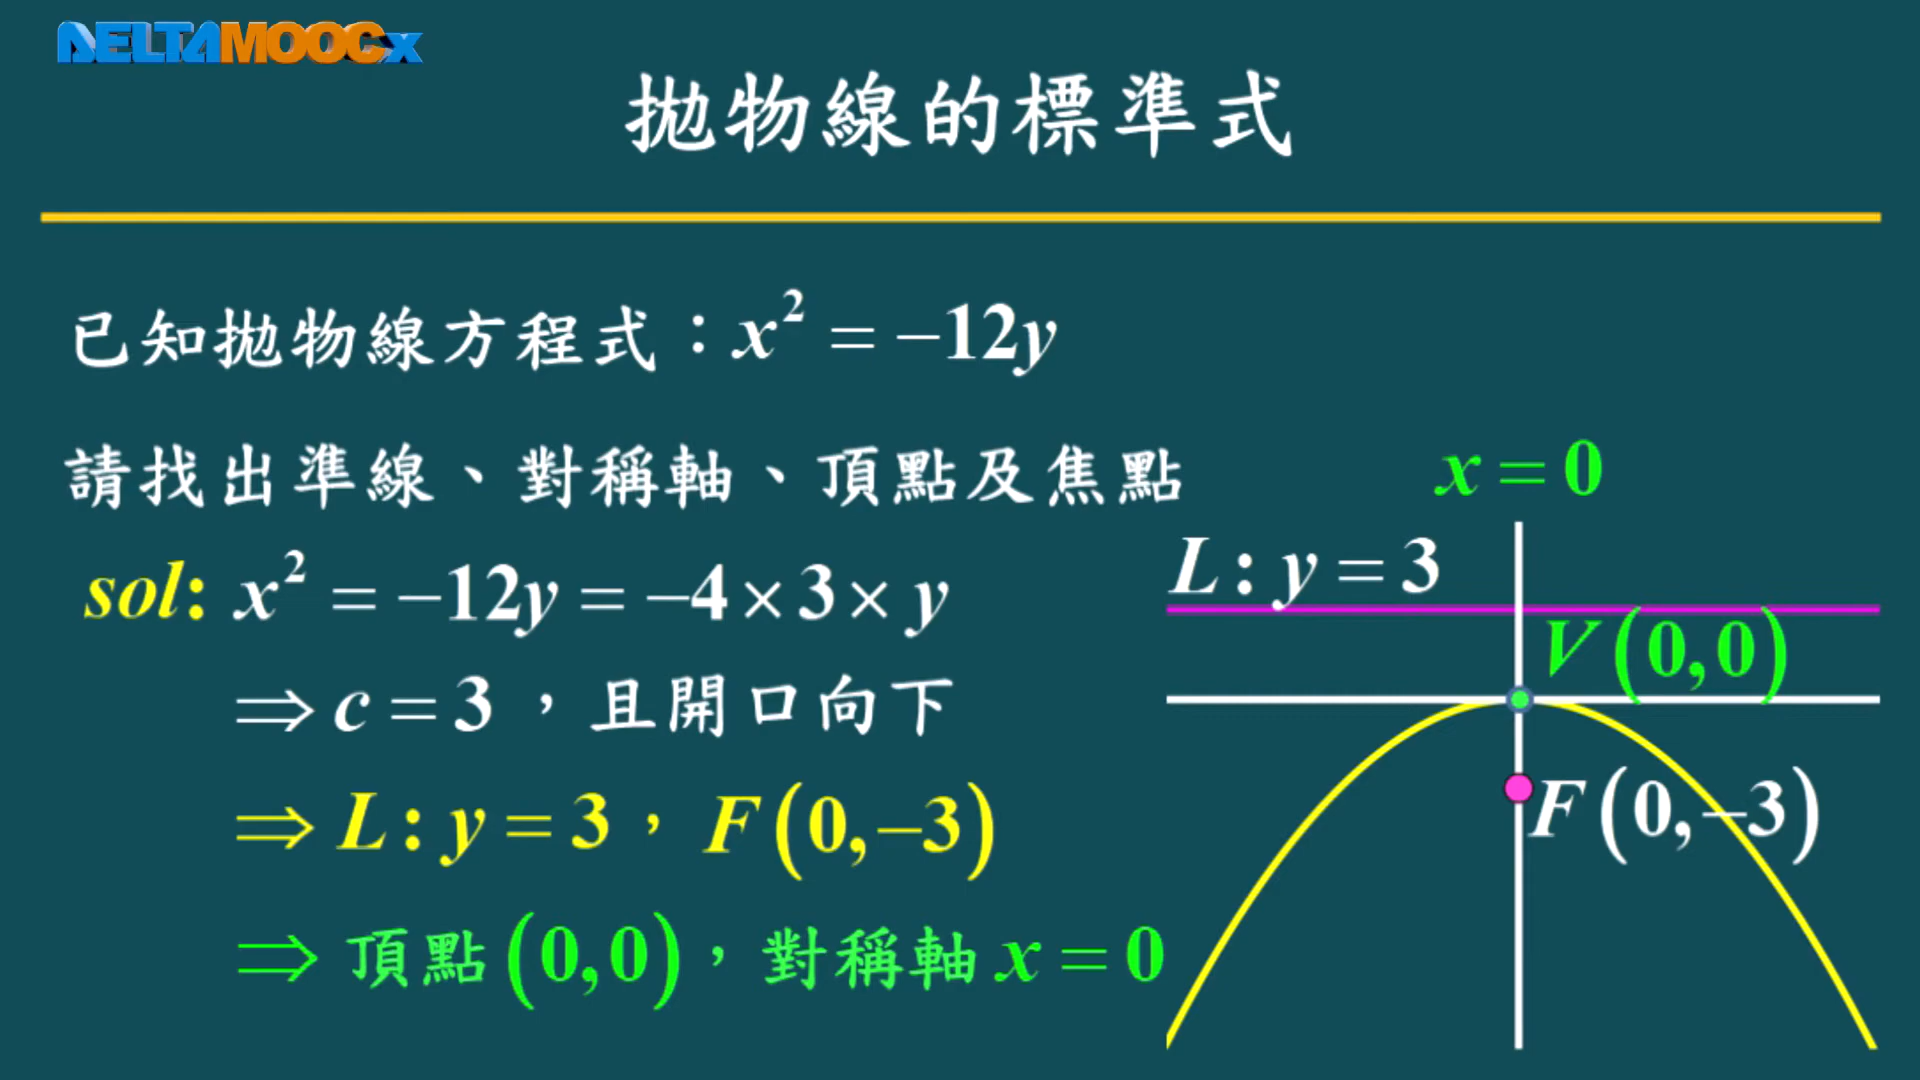 DELTAMOOCx
拋物線的標準式
已知拋物線方程式：x² = −12y
請找出準線、對稱軸、頂點及焦點
sol: x² = −12y = −4 × 3 × y
⇒ c = 3，且開口向下
⇒ L : y = 3， F(0,−3)
⇒ 頂點(0,0)，對稱軸 x = 0
x = 0
L : y = 3
V(0,0)
F(0,−3)